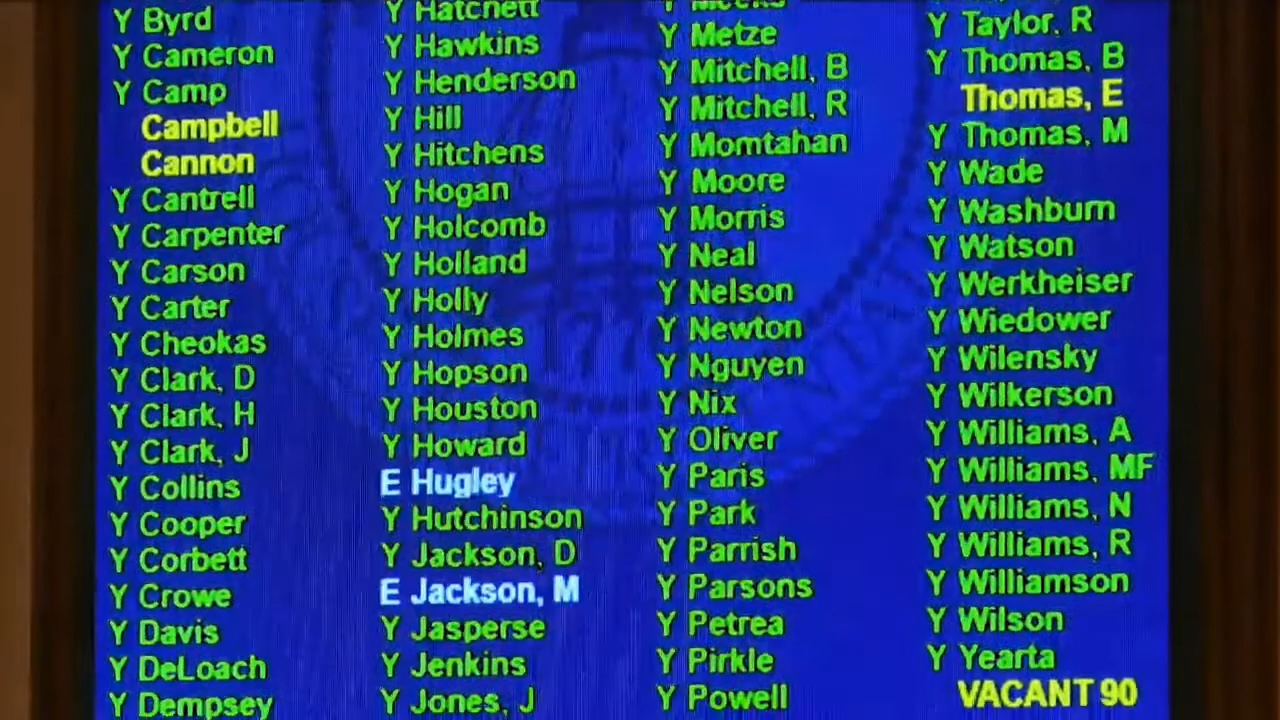 Y Byrd
Y Cameron
Y Camp
Campbell
Cannon
Y Cantrell
Y Carpenter
Y Carson
Y Carter
Y Cheokas
Y Clark, D
Y Clark, H
Y Clark, J
Y Collins
Y Cooper
Y Corbett
Y Crowe
Y Davis
Y DeLoach
Y Dempsey
Y Hatchett
Y Hawkins
Y Henderson
Y Hill
Y Hitchens
Y Hogan
Y Holcomb
Y Holland
Y Holly
Y Holmes
Y Hopson
Y Houston
Y Howard
E Hugley
Y Hutchinson
Y Jackson, D
E Jackson, M
Y Jasperse
Y Jenkins
Y Jones, J
Y Meeks
Y Metze
Y Mitchell, B
Y Mitchell, R
Y Momtahan
Y Moore
Y Morris
Y Neal
Y Nelson
Y Newton
Y Nguyen
Y Nix
Y Oliver
Y Paris
Y Park
Y Parrish
Y Parsons
Y Petrea
Y Pirkle
Y Powell
Y Taylor, R
Y Thomas, B
Thomas, E
Y Thomas, M
Y Wade
Y Washburn
Y Watson
Y Werkheiser
Y Wiedower
Y Wilensky
Y Wilkerson
Y Williams, A
Y Williams, MF
Y Williams, N
Y Williams, R
Y Williamson
Y Wilson
Y Yearta
VACANT 90